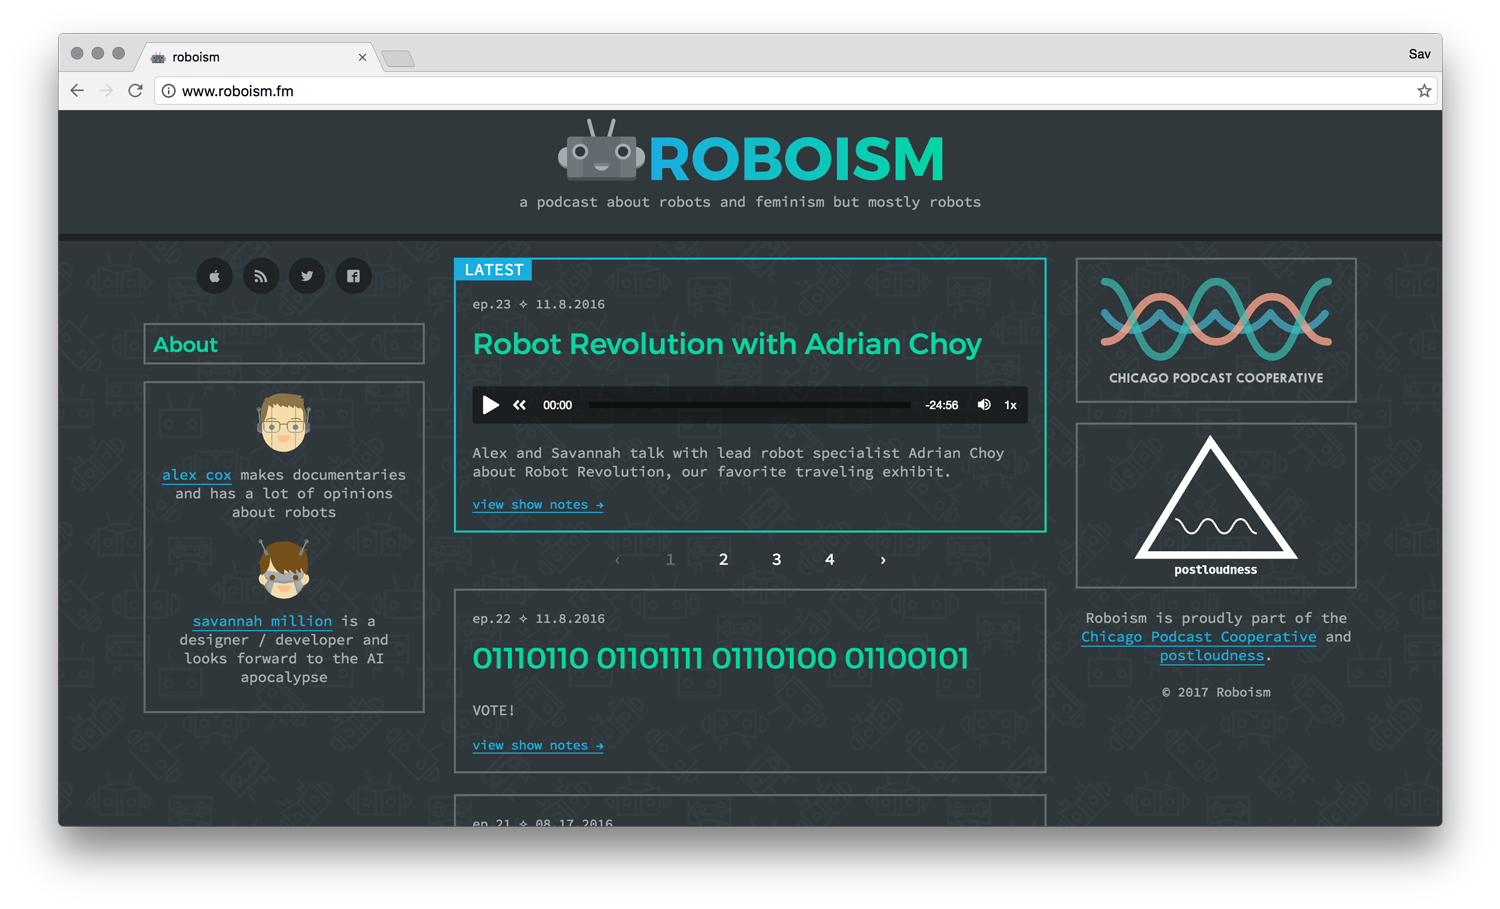 roboism
Sav
www.roboism.fm
ROBOISM
a podcast about robots and feminism but mostly robots
About
alex cox makes documentaries
and has a lot of opinions
about robots
savannah million is a
designer / developer and
looks forward to the AI
apocalypse
LATEST
ep.23 ✧ 11.8.2016
Robot Revolution with Adrian Choy
00:00 -24:56 1x
Alex and Savannah talk with lead robot specialist Adrian Choy
about Robot Revolution, our favorite traveling exhibit.
view show notes →
‹ 1 2 3 4 ›
ep.22 ✧ 11.8.2016
01110110 01101111 01110100 01100101
VOTE!
view show notes →
ep.21 ✧ 08.17.2016
CHICAGO PODCAST COOPERATIVE
postloudness
Roboism is proudly part of the
Chicago Podcast Cooperative and
postloudness.
© 2017 Roboism